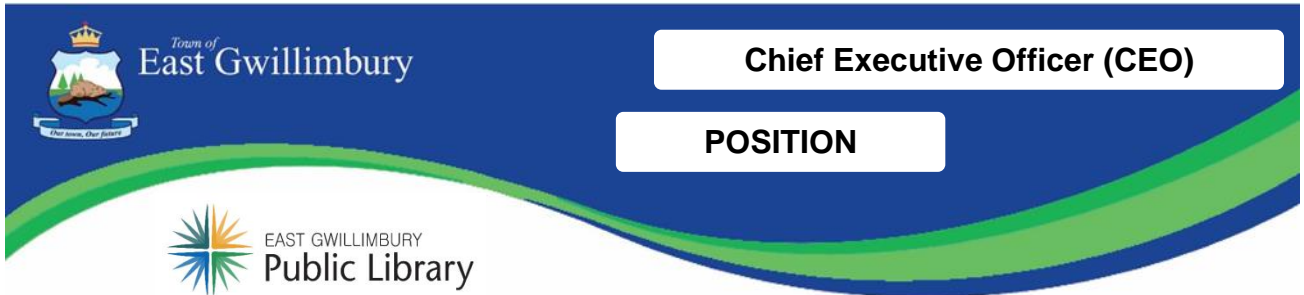 Town of
East Gwillimbury
Our town, Our future
Chief Executive Officer (CEO)
POSITION
EAST GWILLIMBURY
Public Library